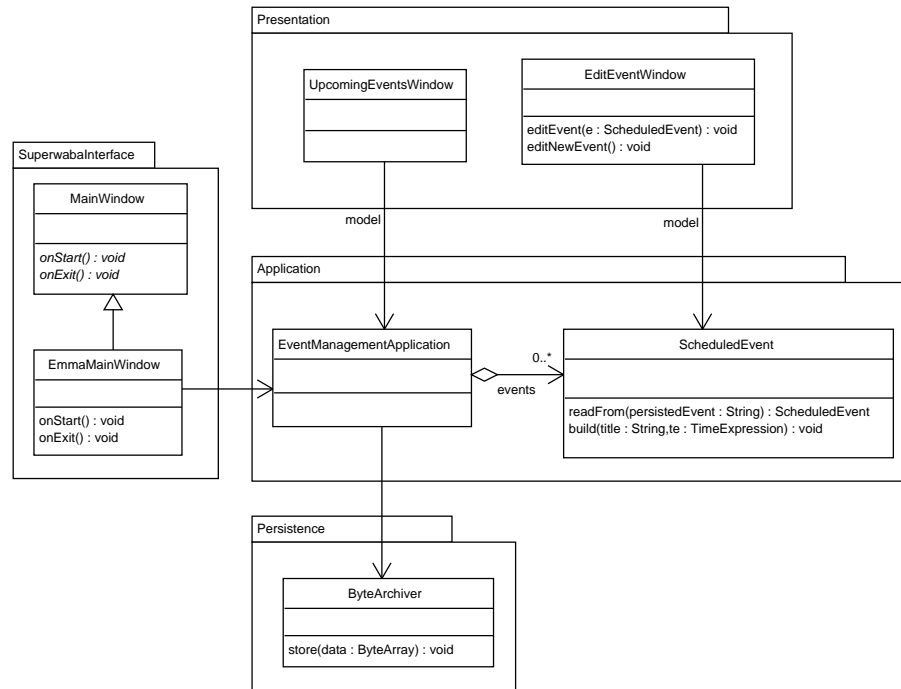 Presentation
UpcomingEventsWindow
EditEventWindow
editEvent(e : ScheduledEvent) : void
editNewEvent() : void
SuperwabaInterface
MainWindow
onStart() : void
onExit() : void
model
model
Application
EmmaMainWindow
onStart() : void
onExit() : void
EventManagementApplication
0..*
events
ScheduledEvent
readFrom(persistedEvent : String) : ScheduledEvent
build(title : String,te : TimeExpression) : void
Persistence
ByteArchiver
store(data : ByteArray) : void